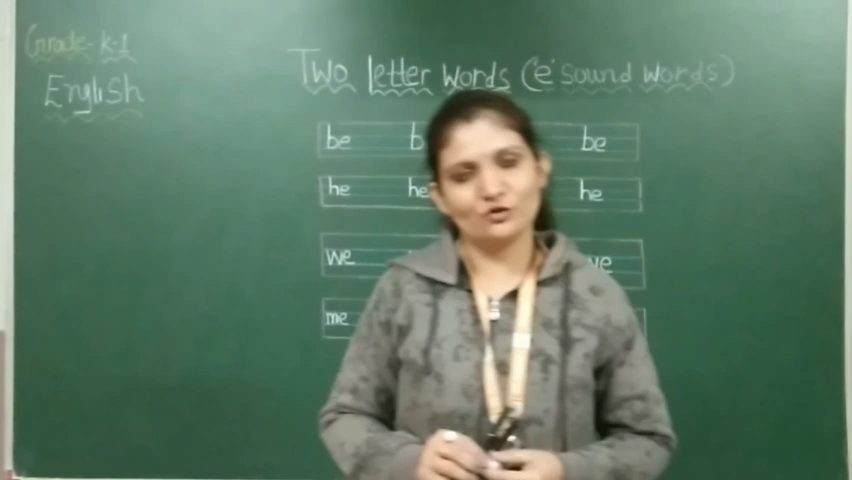 Grade- K-1
English
Two letter words ('e' sound words)
be b be
he he he
we we
me